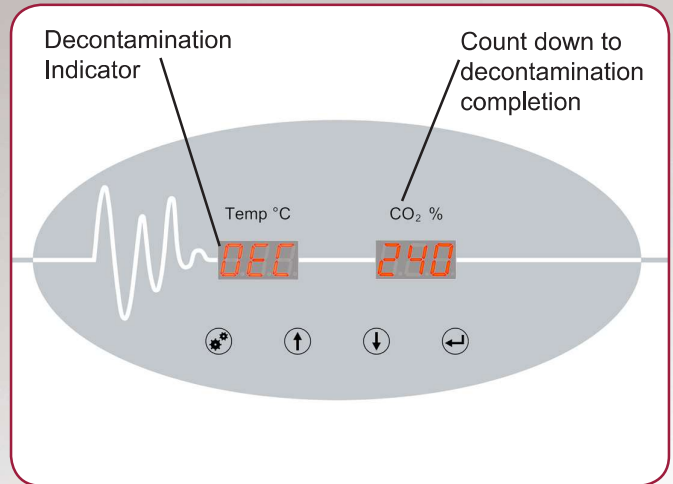 Decontamination
Indicator
Count down to
decontamination
completion
Temp °C
CO₂ %
DEC
240